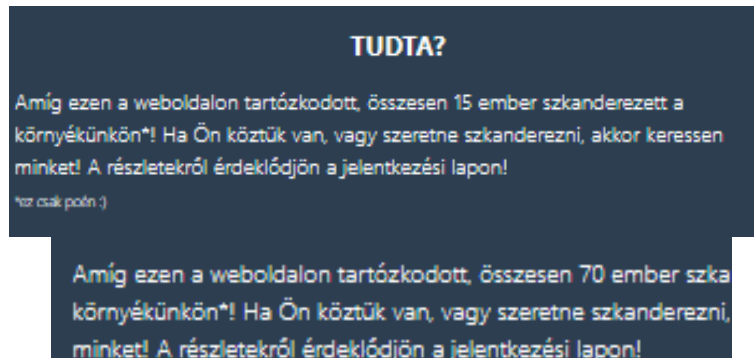 TUDTA?
Amíg ezen a weboldalon tartózkodott, összesen 15 ember szkanderezett a
környékünkön*! Ha Ön köztük van, vagy szeretne szkanderezni, akkor keressen
minket! A részletekről érdeklődjön a jelentkezési lapon!
*ez csak poén :)
Amíg ezen a weboldalon tartózkodott, összesen 70 ember szka
környékünkön*! Ha Ön köztük van, vagy szeretne szkanderezni,
minket! A részletekről érdeklődjön a jelentkezési lapon!